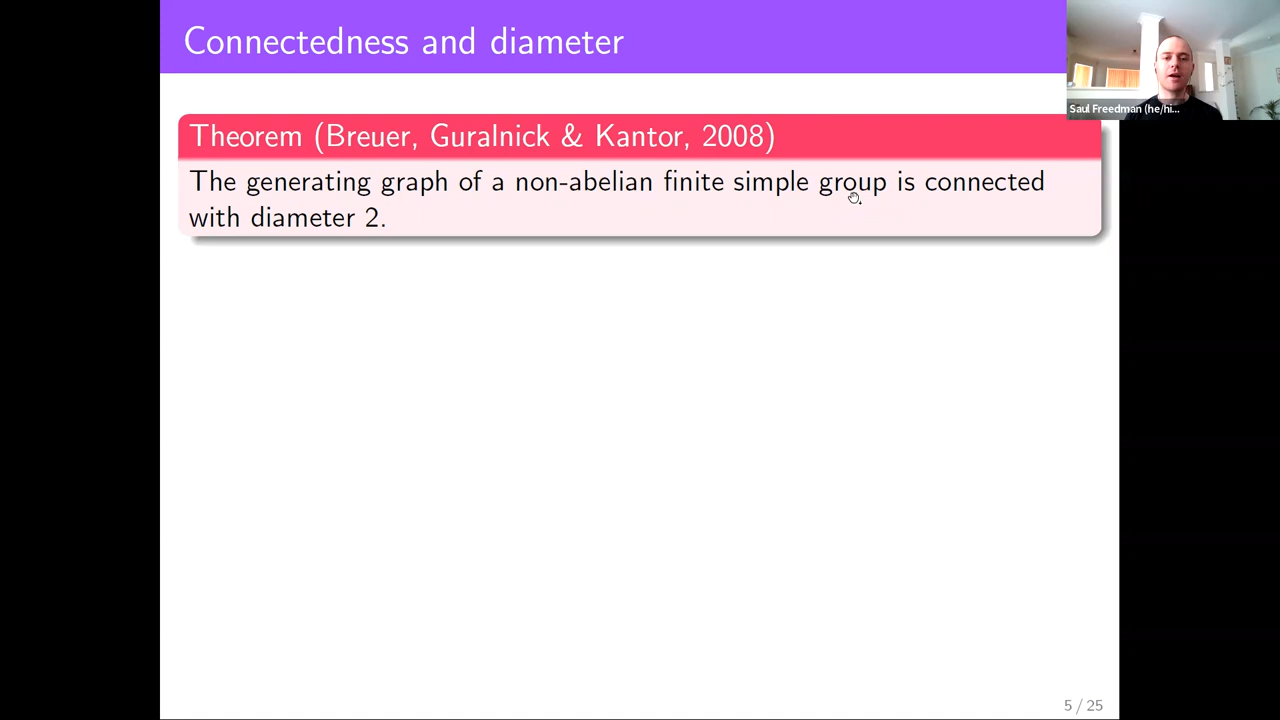 Connectedness and diameter
Saul Freedman (he/hi...
Theorem (Breuer, Guralnick & Kantor, 2008)
The generating graph of a non-abelian finite simple group is connected
with diameter 2.
5 / 25